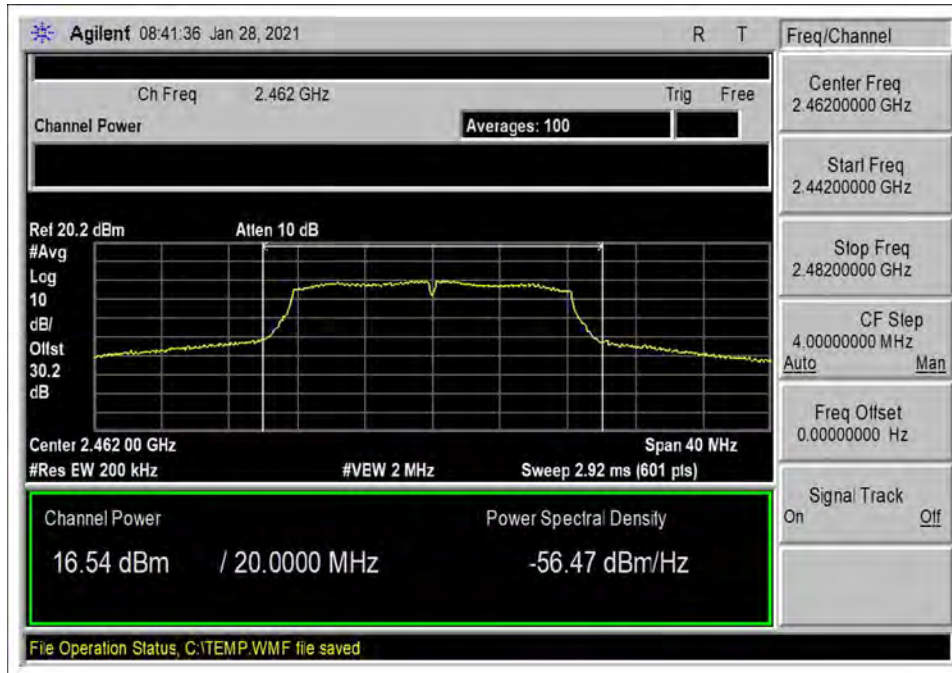 Agilent 08:41:36 Jan 28, 2021 R T
Freq/Channel
Ch Freq 2.462 GHz Trig Free
Channel Power Averages: 100
Center Freq
2.46200000 GHz
Start Freq
2.44200000 GHz
Stop Freq
2.48200000 GHz
CF Step
4.00000000 MHz
Auto Man
Freq Offset
0.00000000 Hz
Signal Track
On Off
Ref 20.2 dBm Atten 10 dB
#Avg
Log
10
dB/
Offst
30.2
dB
Center 2.462 00 GHz Span 40 MHz
#Res BW 200 kHz #VBW 2 MHz Sweep 2.92 ms (601 pts)
Channel Power Power Spectral Density
16.54 dBm / 20.0000 MHz -56.47 dBm/Hz
File Operation Status, C:\TEMP.WMF file saved